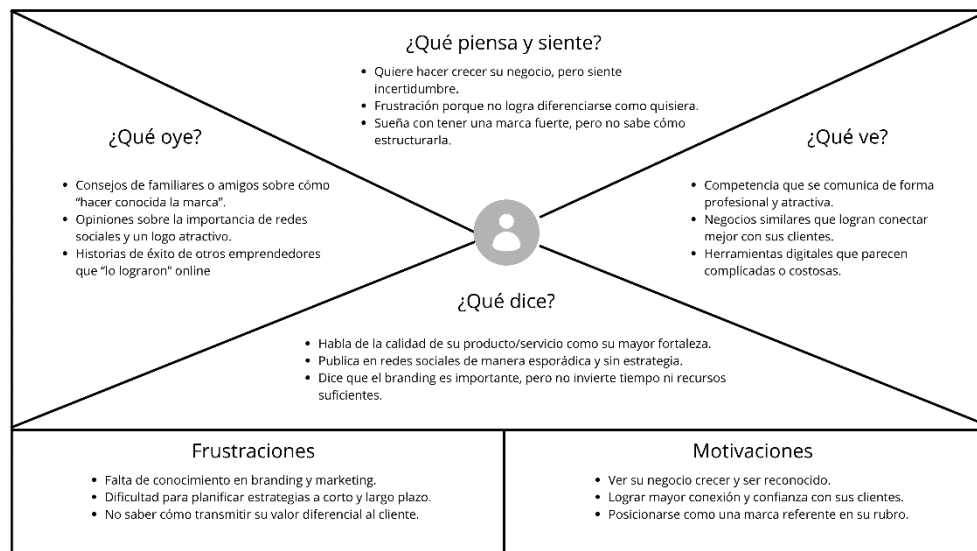 ¿Qué piensa y siente?
• Quiere hacer crecer su negocio, pero siente
incertidumbre.
• Frustración porque no logra diferenciarse como quisiera.
• Sueña con tener una marca fuerte, pero no sabe cómo
estructurarla.
¿Qué oye?
• Consejos de familiares o amigos sobre cómo
“hacer conocida la marca”.
• Opiniones sobre la importancia de redes
sociales y un logo atractivo.
• Historias de éxito de otros emprendedores
que “lo lograron” online
¿Qué ve?
• Competencia que se comunica de forma
profesional y atractiva.
• Negocios similares que logran conectar
mejor con sus clientes.
• Herramientas digitales que parecen
complicadas o costosas.
¿Qué dice?
• Habla de la calidad de su producto/servicio como su mayor fortaleza.
• Publica en redes sociales de manera esporádica y sin estrategia.
• Dice que el branding es importante, pero no invierte tiempo ni recursos
suficientes.
Frustraciones
• Falta de conocimiento en branding y marketing.
• Dificultad para planificar estrategias a corto y largo plazo.
• No saber cómo transmitir su valor diferencial al cliente.
Motivaciones
• Ver su negocio crecer y ser reconocido.
• Lograr mayor conexión y confianza con sus clientes.
• Posicionarse como una marca referente en su rubro.